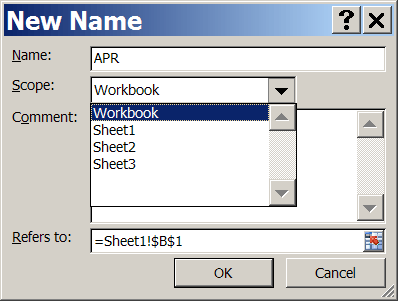 New Name
Name: APR
Scope: Workbook
Comment:
Workbook
Sheet1
Sheet2
Sheet3
Refers to: =Sheet1!$B$1
OK Cancel